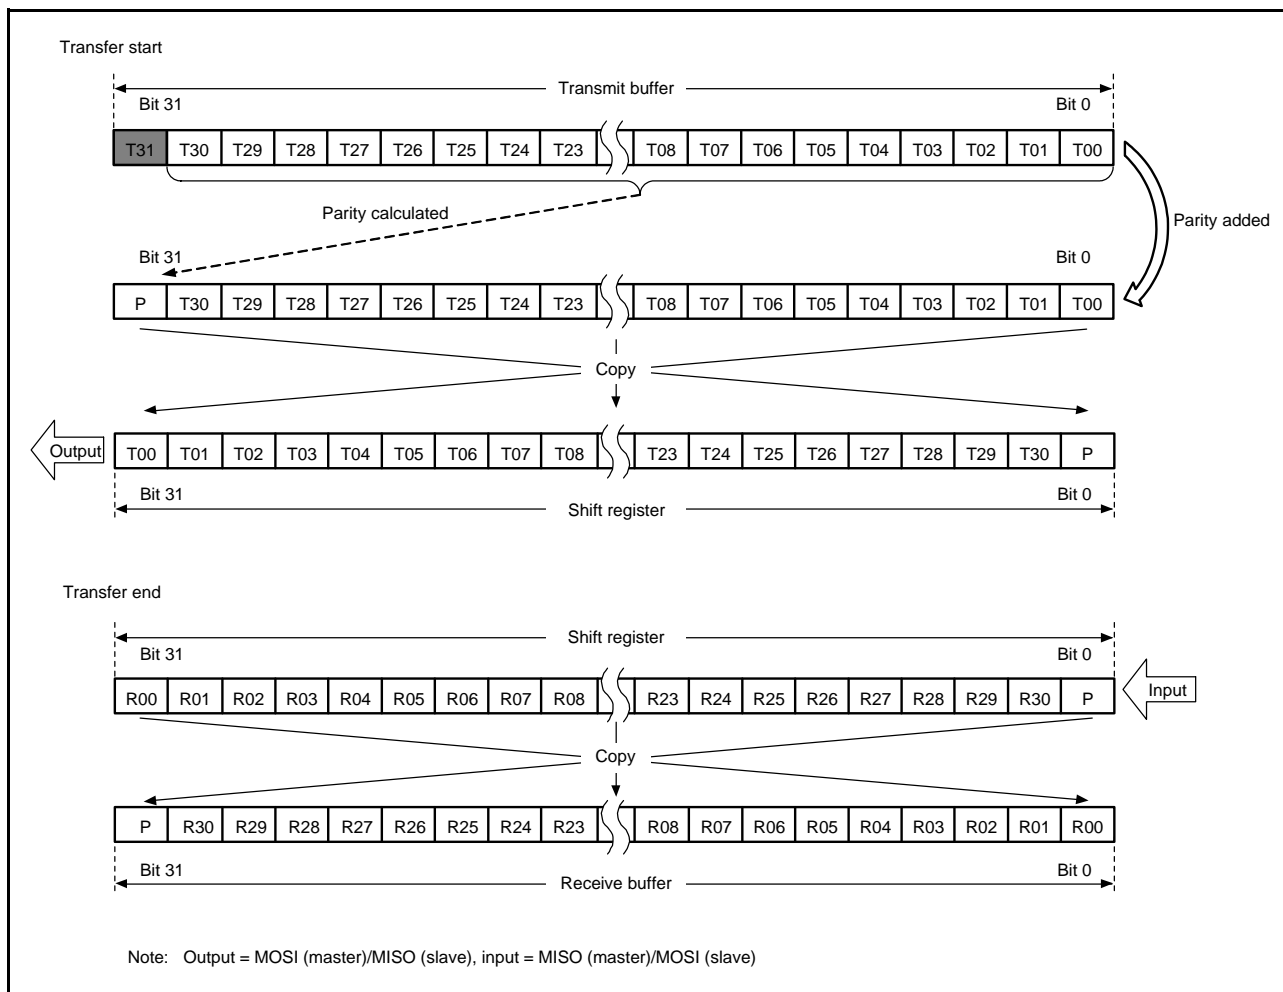 Transfer start
Transmit buffer
Bit 31 Bit 0
T31 T30 T29 T28 T27 T26 T25 T24 T23 T08 T07 T06 T05 T04 T03 T02 T01 T00
Parity calculated
Parity added
Bit 31 Bit 0
P T30 T29 T28 T27 T26 T25 T24 T23 T08 T07 T06 T05 T04 T03 T02 T01 T00
Copy
Output
T00 T01 T02 T03 T04 T05 T06 T07 T08 T23 T24 T25 T26 T27 T28 T29 T30 P
Bit 31 Bit 0
Shift register
Transfer end
Shift register
Bit 31 Bit 0
R00 R01 R02 R03 R04 R05 R06 R07 R08 R23 R24 R25 R26 R27 R28 R29 R30 P
Input
Copy
P R30 R29 R28 R27 R26 R25 R24 R23 R08 R07 R06 R05 R04 R03 R02 R01 R00
Bit 31 Bit 0
Receive buffer
Note: Output = MOSI (master)/MISO (slave), input = MISO (master)/MOSI (slave)